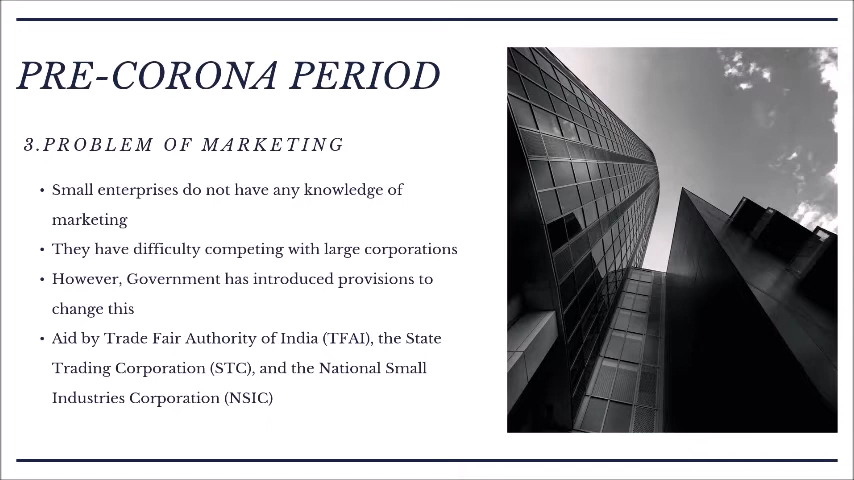 PRE-CORONA PERIOD
3.PROBLEM OF MARKETING
• Small enterprises do not have any knowledge of
marketing
• They have difficulty competing with large corporations
• However, Government has introduced provisions to
change this
• Aid by Trade Fair Authority of India (TFAI), the State
Trading Corporation (STC), and the National Small
Industries Corporation (NSIC)